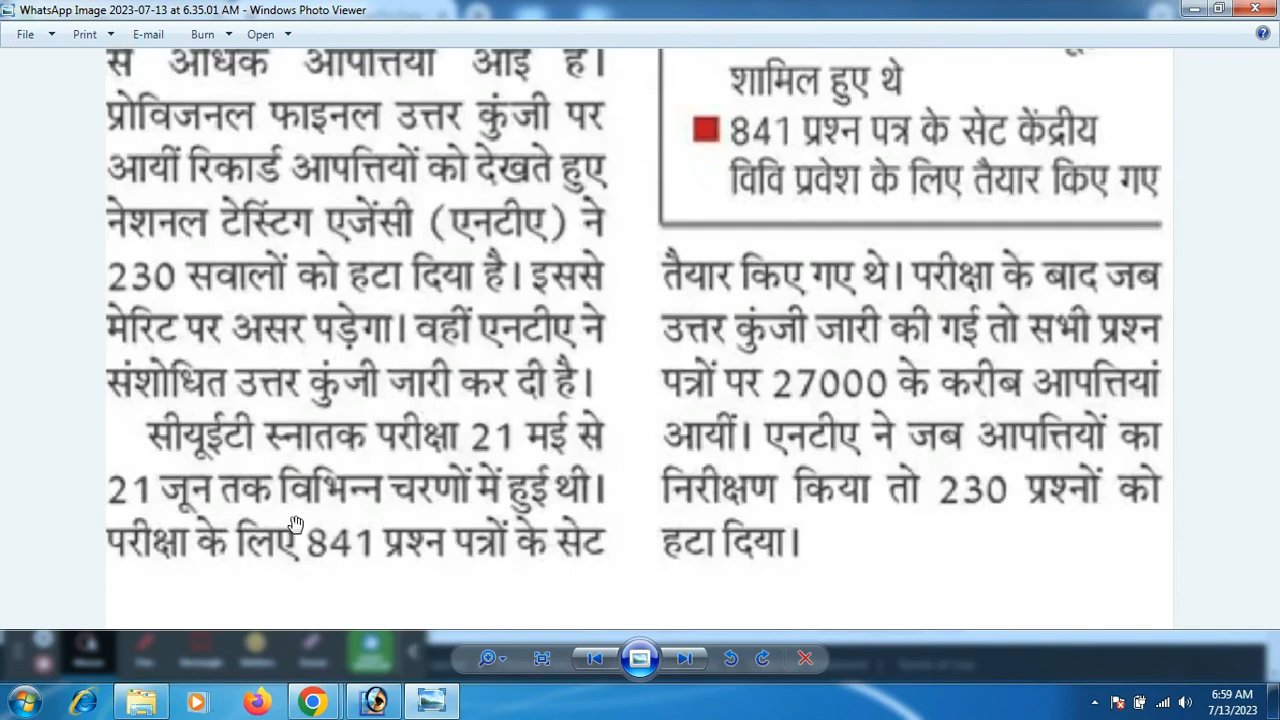 WhatsApp Image 2023-07-13 at 6.35.01 AM - Windows Photo Viewer
File Print E-mail Burn Open
से अधिक आपत्तियां आई हैं।
प्रोविजनल फाइनल उत्तर कुंजी पर
आयीं रिकार्ड आपत्तियों को देखते हुए
नेशनल टेस्टिंग एजेंसी (एनटीए) ने
230 सवालों को हटा दिया है। इससे
मेरिट पर असर पड़ेगा। वहीं एनटीए ने
संशोधित उत्तर कुंजी जारी कर दी है।
सीयूईटी स्नातक परीक्षा 21 मई से
21 जून तक विभिन्न चरणों में हुई थी।
परीक्षा के लिए 841 प्रश्न पत्रों के सेट
शामिल हुए थे
841 प्रश्न पत्र के सेट केंद्रीय
विवि प्रवेश के लिए तैयार किए गए
तैयार किए गए थे। परीक्षा के बाद जब
उत्तर कुंजी जारी की गई तो सभी प्रश्न
पत्रों पर 27000 के करीब आपत्तियां
आयीं। एनटीए ने जब आपत्तियों का
निरीक्षण किया तो 230 प्रश्नों को
हटा दिया।
6:59 AM
7/13/2023